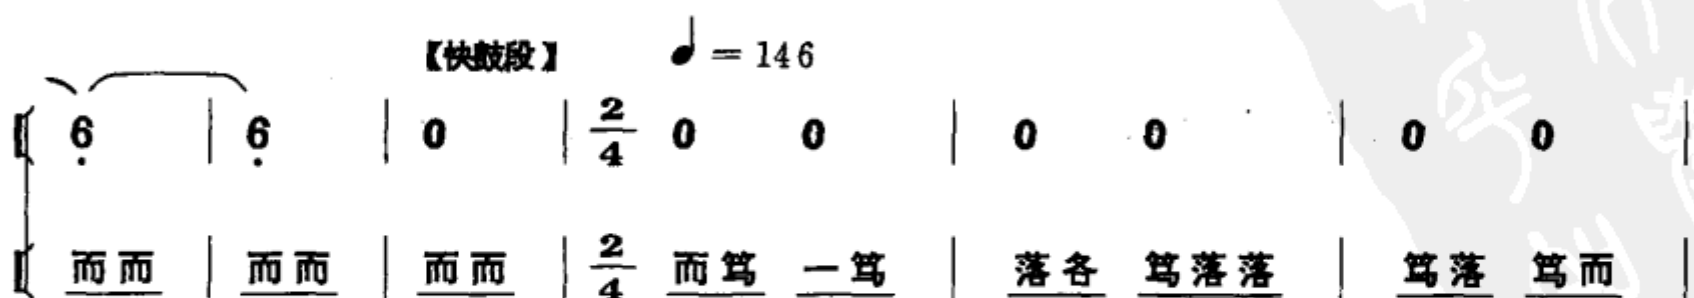 【快鼓段】 ♩ = 146
6 | 6 | 0 | 2/4 0 0 | 0 0 | 0 0 |
而而 | 而而 | 而而 | 2/4 而笃 一笃 | 落各 笃落落 | 笃落 笃而 |